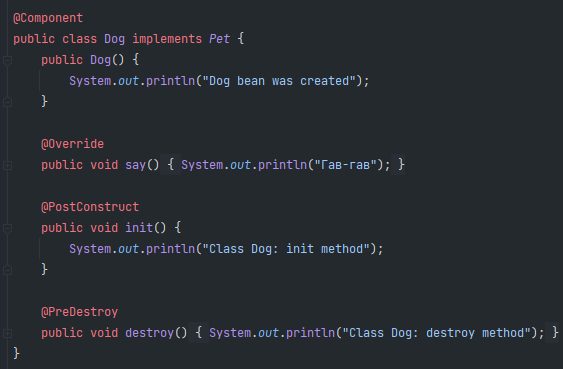 @Component
public class Dog implements Pet {
    public Dog() {
        System.out.println("Dog bean was created");
    }
    @Override
    public void say() { System.out.println("Гав-гав"); }
    @PostConstruct
    public void init() {
        System.out.println("Class Dog: init method");
    }
    @PreDestroy
    public void destroy() { System.out.println("Class Dog: destroy method"); }
}